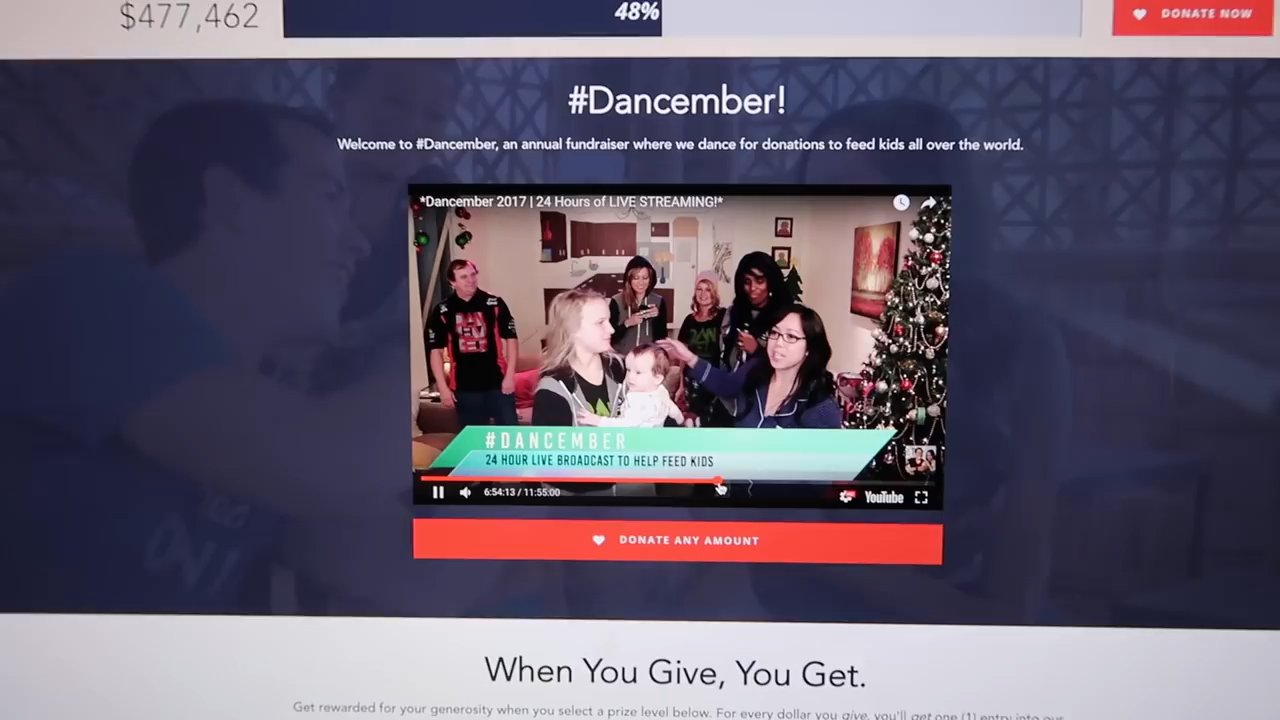 $477,462
48%
DONATE NOW
#Dancember!
Welcome to #Dancember, an annual fundraiser where we dance for donations to feed kids all over the world.
*Dancember 2017 | 24 Hours of LIVE STREAMING!*
#DANCEMBER
24 HOUR LIVE BROADCAST TO HELP FEED KIDS
6:54:13 / 11:55:00
YouTube
DONATE ANY AMOUNT
When You Give, You Get.
Get rewarded for your generosity when you select a prize level below. For every dollar you give, you'll get one (1) entry into our